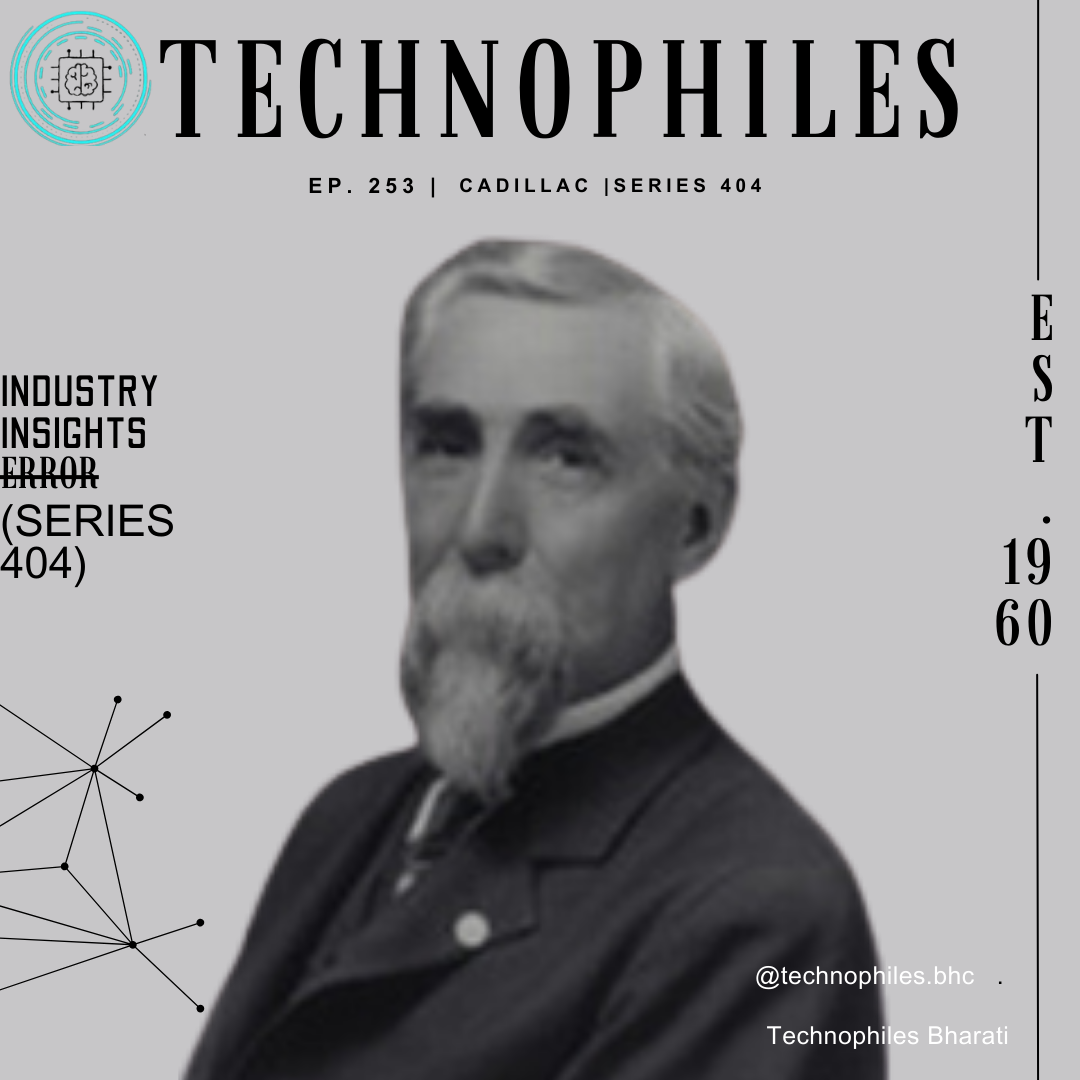 TECHNOPHILES
EP. 253 | CADILLAC |SERIES 404
INDUSTRY
INSIGHTS
ERROR
(SERIES
404)
E
S
T
.
19
60
@technophiles.bhc .
Technophiles Bharati